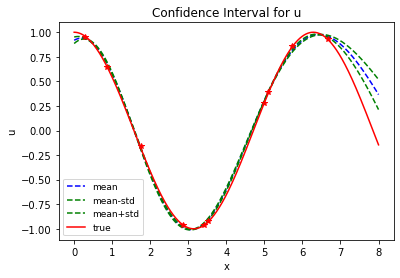 Confidence Interval for u
1.00
0.75
0.50
0.25
0.00
−0.25
−0.50
−0.75
−1.00
u
mean
mean-std
mean+std
true
0 1 2 3 4 5 6 7 8
x